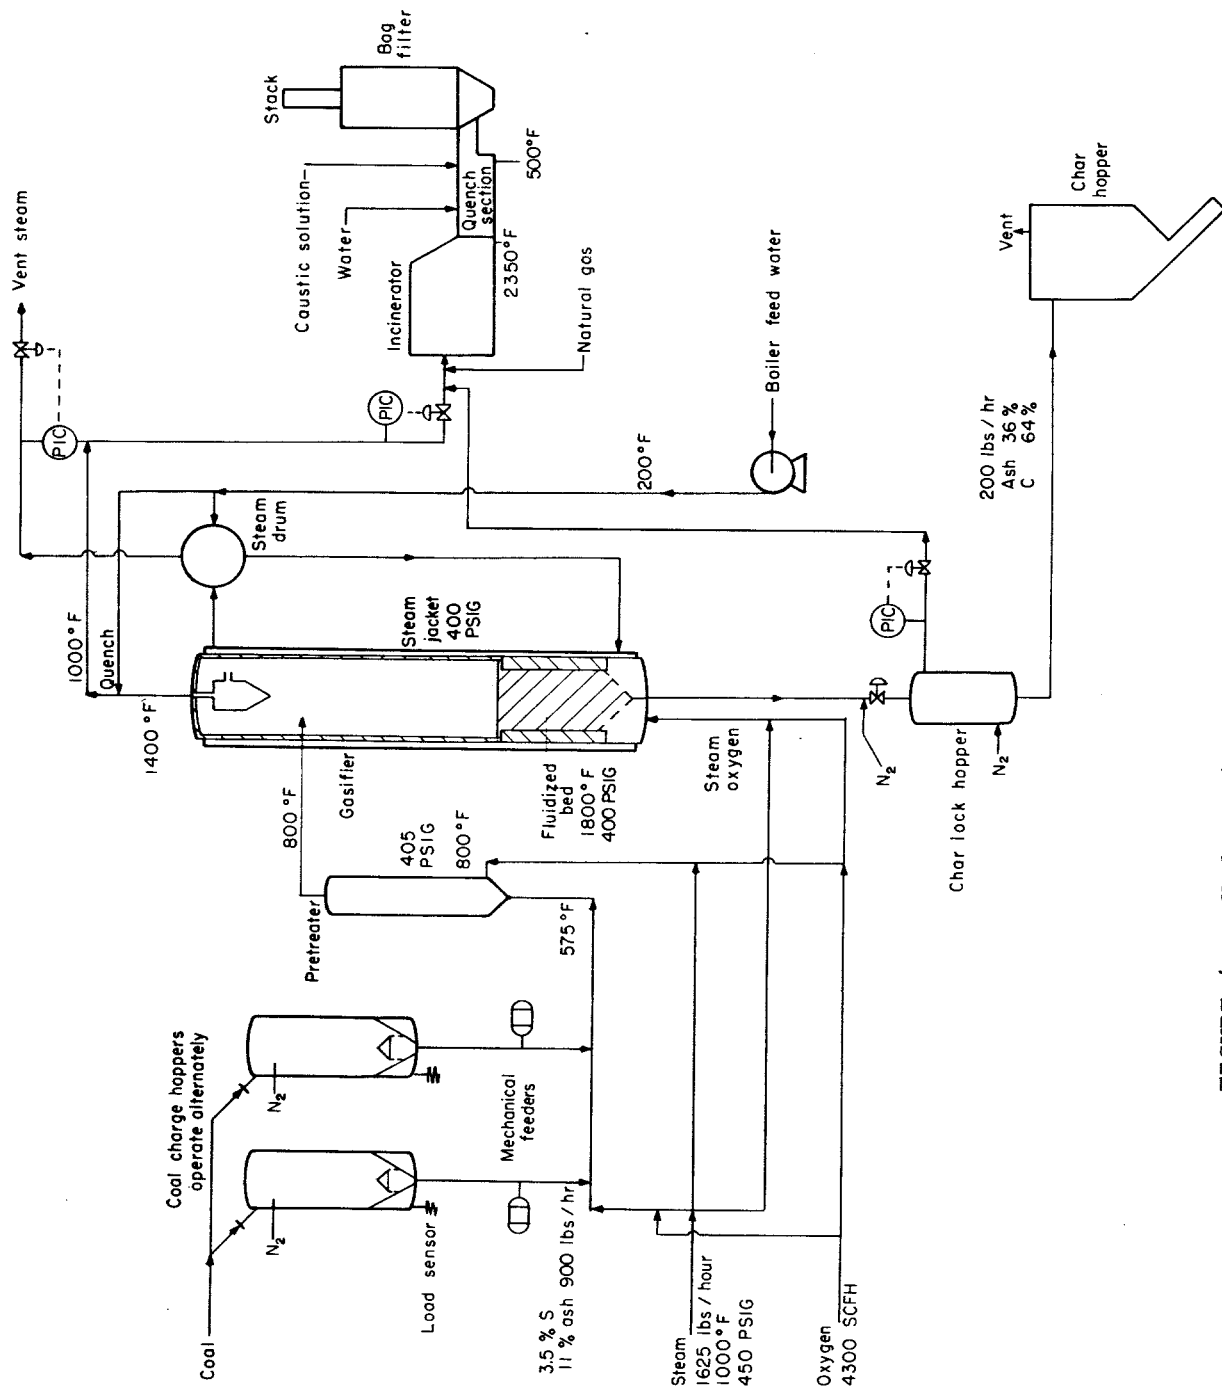 Coal
Coal charge hoppers
operate alternately
N₂
N₂
Load sensor
Mechanical
feeders
3.5 % S
11 % ash 900 lbs / hr
Steam
1625 lbs / hour
1000°F
450 PSIG
Oxygen
4300 SCFH
575°F
Pretreater
405
PSIG
800°F
800°F
Gasifier
Fluidized
bed
1800°F
400 PSIG
Steam
oxygen
1400°F
1000°F
Quench
Steam
jacket
400
PSIG
Steam
drum
Vent steam
PIC
PIC
200°F
Boiler feed water
Natural gas
Incinerator
2350°F
Quench
section
500°F
Water
Caustic solution
Stack
Bag
filter
N₂
N₂
Char lock hopper
PIC
200 lbs / hr
Ash 36 %
C 64 %
Vent
Char
hopper